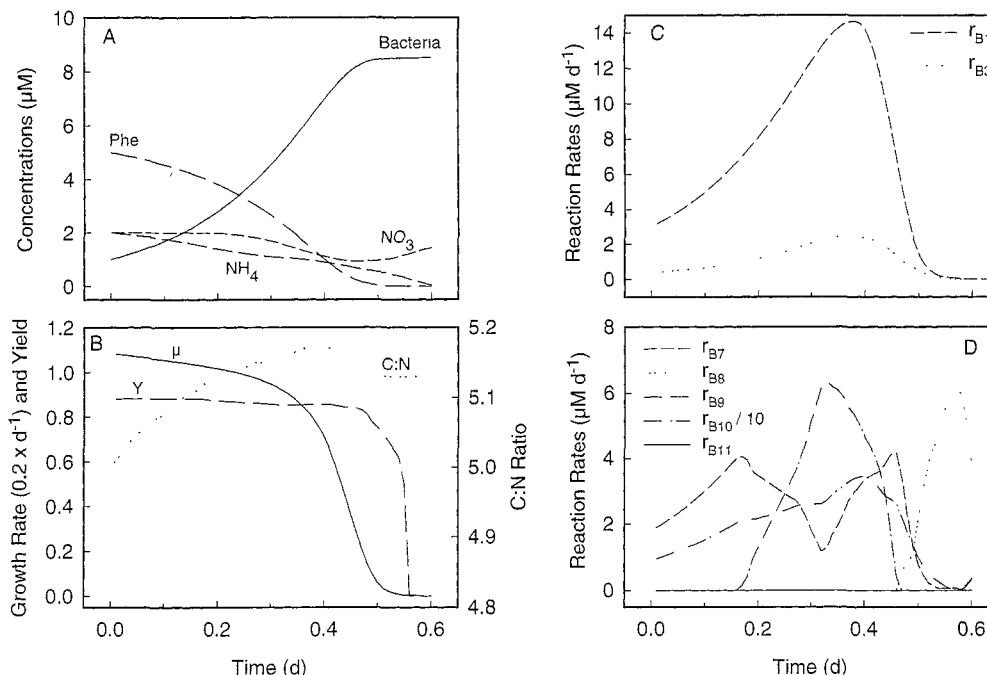 A
Concentrations (µM)
10
8
6
4
2
0
Bacteria
Phe
NO3
NH4
B
Growth Rate (0.2 x d-1) and Yield
1.2
1.0
0.8
0.6
0.4
0.2
0.0
µ
Y
C:N
5.2
5.1
5.0
4.9
4.8
C:N Ratio
0.0 0.2 0.4 0.6
Time (d)
C
Reaction Rates (µM d-1)
14
12
10
8
6
4
2
0
rB1
rB3
D
Reaction Rates (µM d-1)
8
6
4
2
0
rB7
rB8
rB9
rB10 / 10
rB11
0.0 0.2 0.4 0.6
Time (d)